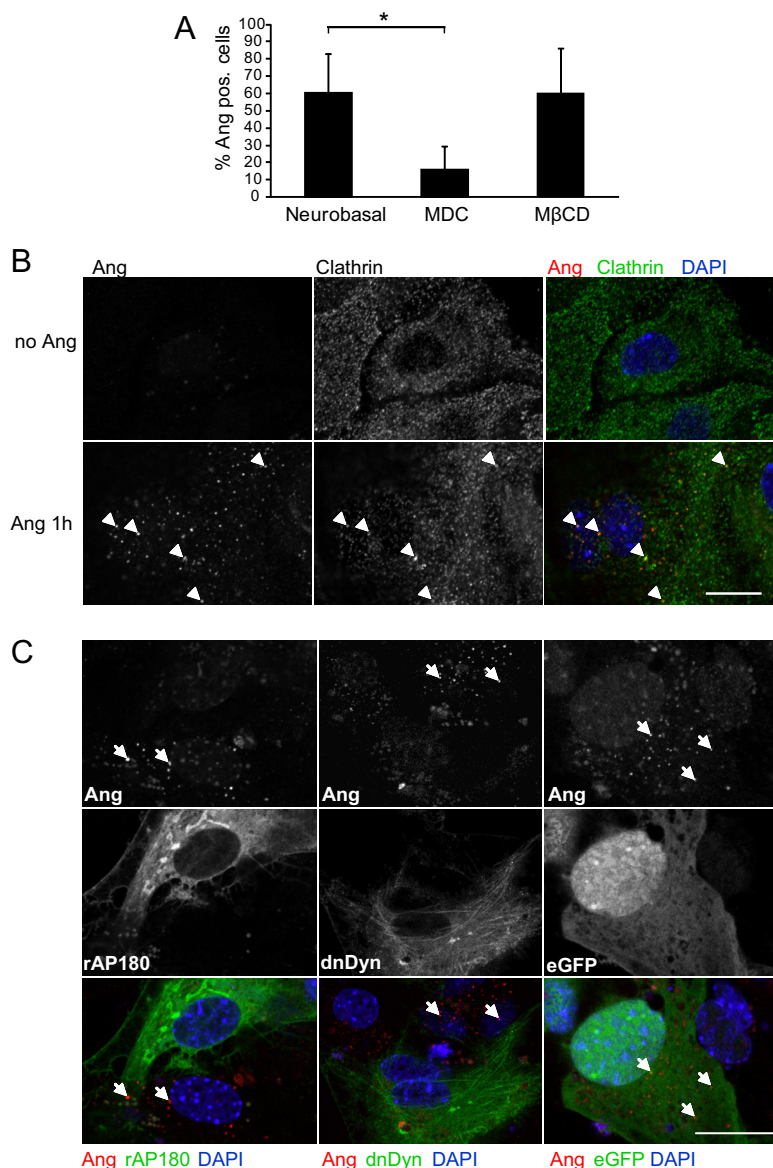 A
*
% Ang pos. cells
100
90
80
70
60
50
40
30
20
10
0
Neurobasal MDC MβCD
B
Ang Clathrin Ang Clathrin DAPI
no Ang
Ang 1h
C
Ang Ang Ang
rAP180 dnDyn eGFP
Ang rAP180 DAPI Ang dnDyn DAPI Ang eGFP DAPI